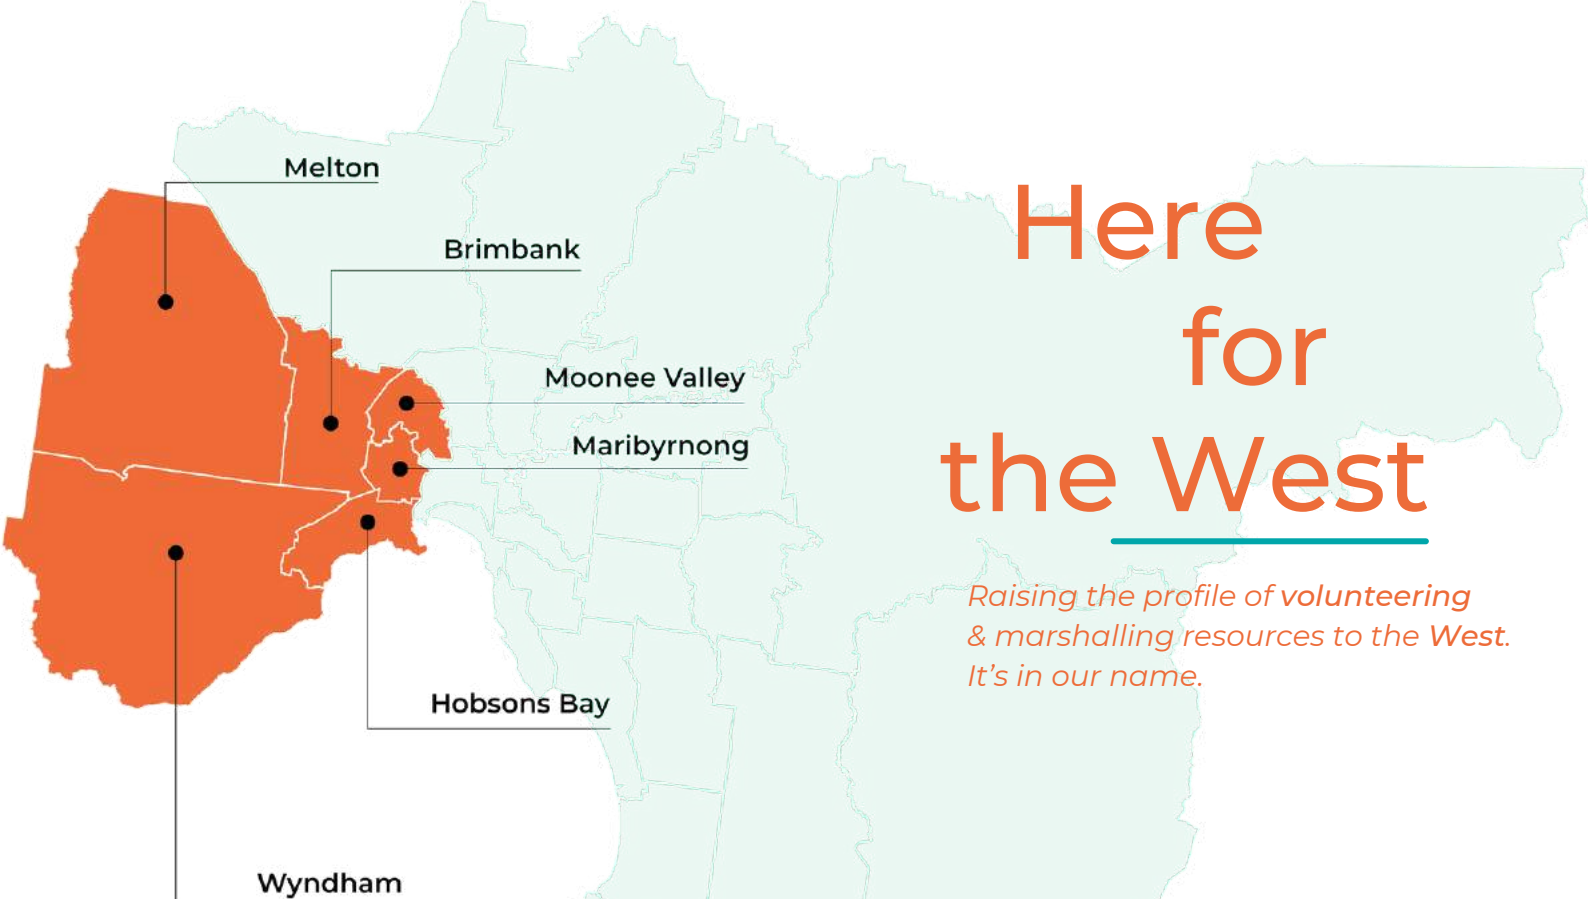 Melton
Brimbank
Moonee Valley
Maribyrnong
Hobsons Bay
Wyndham
Here
for
the West
Raising the profile of volunteering
& marshalling resources to the West.
It’s in our name.